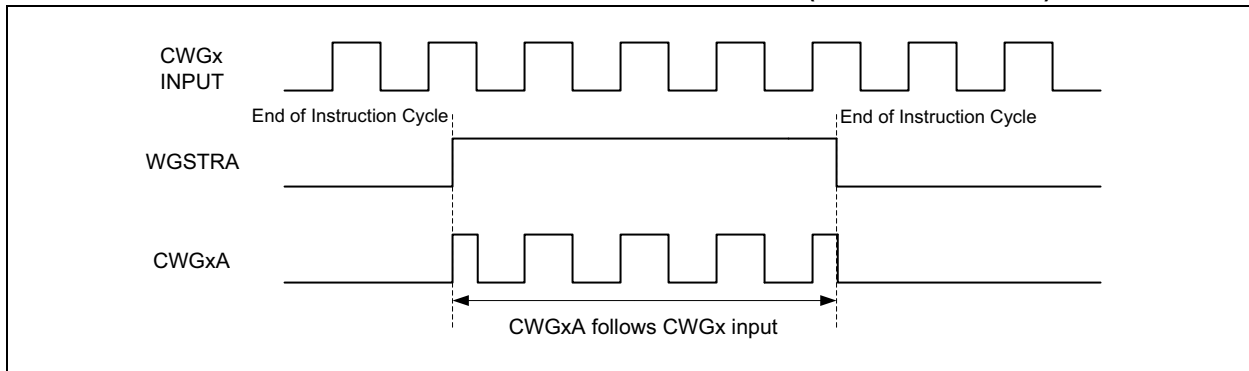 CWGx
INPUT
End of Instruction Cycle
End of Instruction Cycle
WGSTRA
CWGxA
CWGxA follows CWGx input